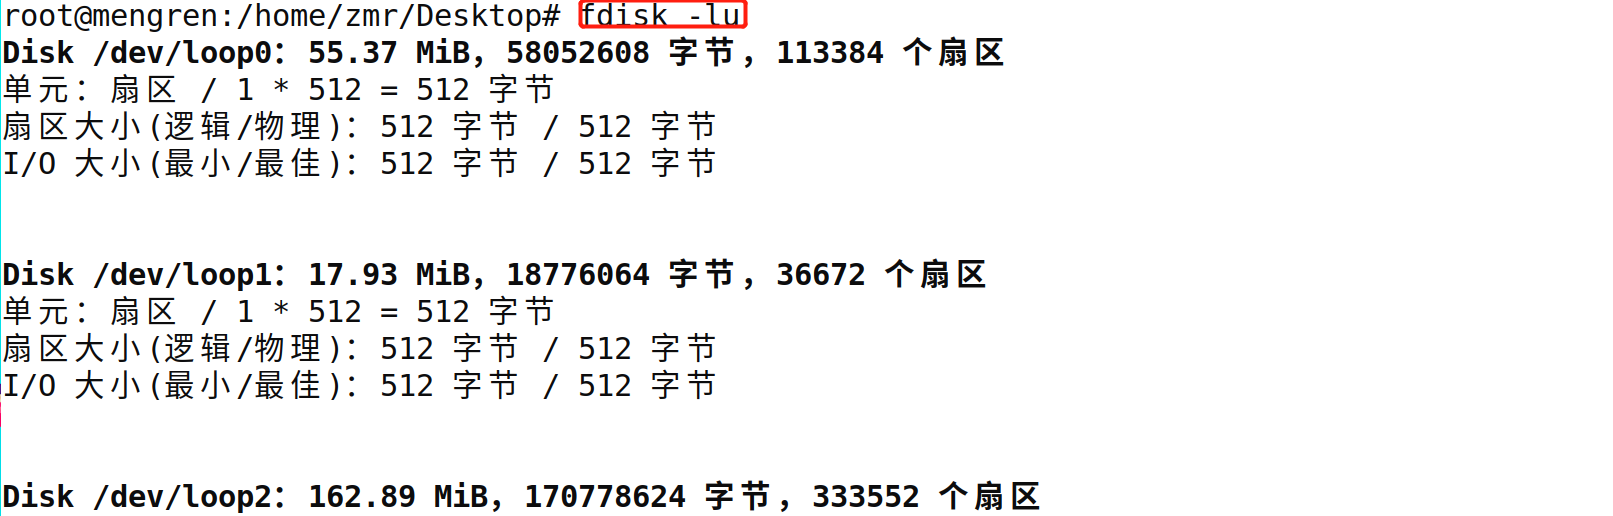 root@mengren:/home/zmr/Desktop# fdisk -lu
Disk /dev/loop0：55.37 MiB，58052608 字节，113384 个扇区
单元：扇区 / 1 * 512 = 512 字节
扇区大小(逻辑/物理)：512 字节 / 512 字节
I/O 大小(最小/最佳)：512 字节 / 512 字节
Disk /dev/loop1：17.93 MiB，18776064 字节，36672 个扇区
单元：扇区 / 1 * 512 = 512 字节
扇区大小(逻辑/物理)：512 字节 / 512 字节
I/O 大小(最小/最佳)：512 字节 / 512 字节
Disk /dev/loop2：162.89 MiB，170778624 字节，333552 个扇区